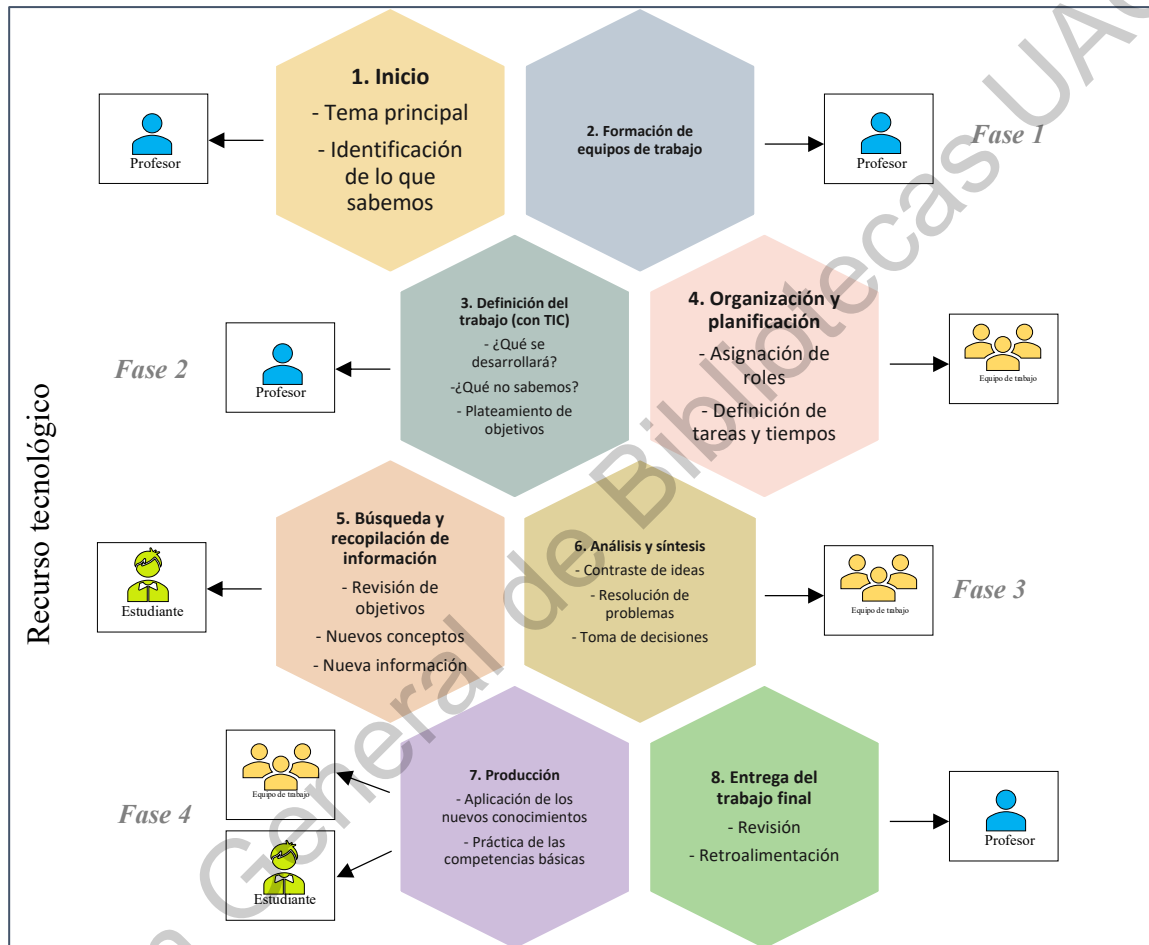 1. Inicio
- Tema principal
- Identificación
de lo que
sabemos
Profesor
2. Formación de
equipos de trabajo
Profesor
Fase 1
3. Definición del
trabajo (con TIC)
- ¿Qué se
desarrollará?
-¿Qué no sabemos?
- Plateamiento de
objetivos
Fase 2
Profesor
4. Organización y
planificación
- Asignación de
roles
- Definición de
tareas y tiempos
Equipo de trabajo
Recurso tecnológico
5. Búsqueda y
recopilación de
información
- Revisión de
objetivos
- Nuevos conceptos
- Nueva información
Estudiante
6. Análisis y síntesis
- Contraste de ideas
- Resolución de
problemas
- Toma de decisiones
Equipo de trabajo
Fase 3
7. Producción
- Aplicación de los
nuevos conocimientos
- Práctica de las
competencias básicas
Fase 4
Equipo de trabajo
Estudiante
8. Entrega del
trabajo final
- Revisión
- Retroalimentación
Profesor
General de Bibliotecas